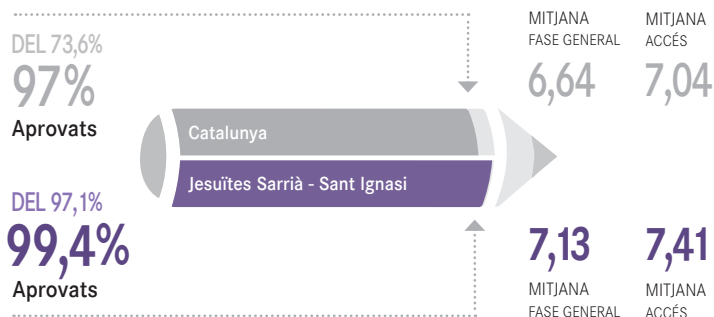 DEL 73,6%
97%
Aprovats
MITJANA
FASE GENERAL
6,64
MITJANA
ACCÉS
7,04
Catalunya
Jesuïtes Sarrià - Sant Ignasi
DEL 97,1%
99,4%
Aprovats
7,13
MITJANA
FASE GENERAL
7,41
MITJANA
ACCÉS